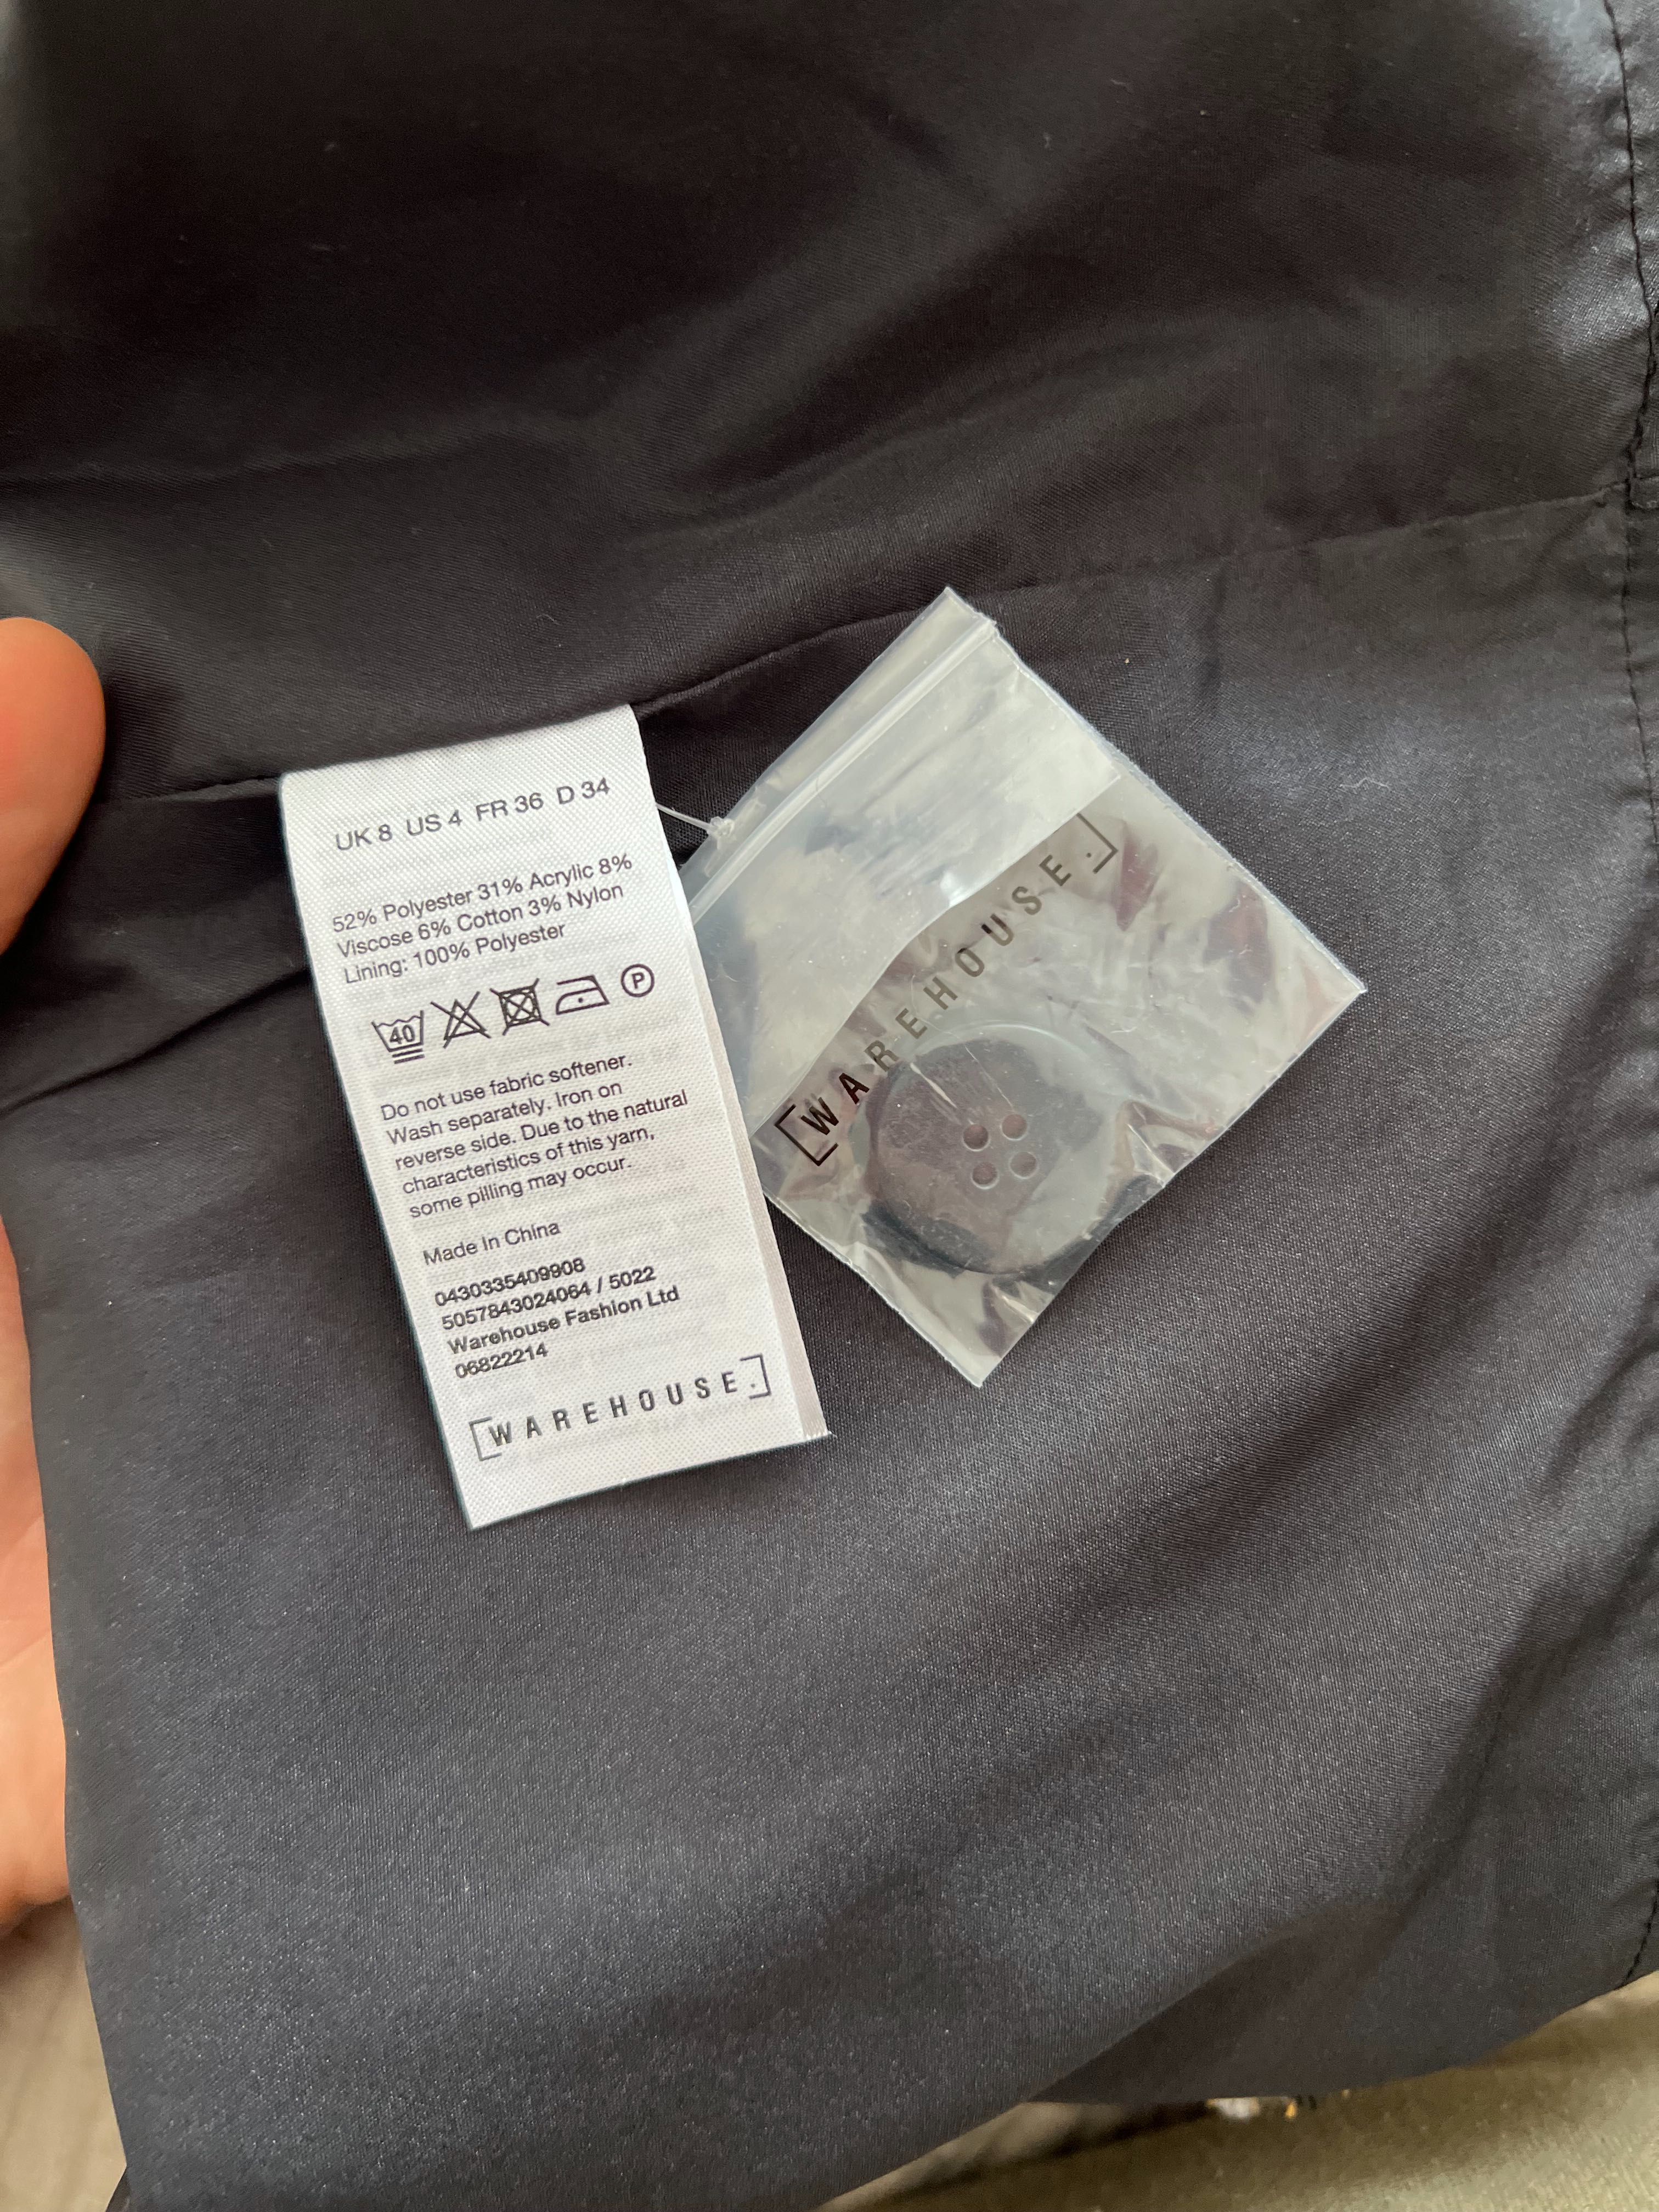 UK 8 US 4 FR 36 D 34
52% Polyester 31% Acrylic 8%
Viscose 6% Cotton 3% Nylon
Lining: 100% Polyester
40 P
Do not use fabric softener.
Wash separately. Iron on
reverse side. Due to the natural
characteristics of this yarn,
some pilling may occur.
Made in China
0430335409908
5057843024064 / 5022
Warehouse Fashion Ltd
06822214
[WAREHOUSE.]
[WAREHOUSE.]